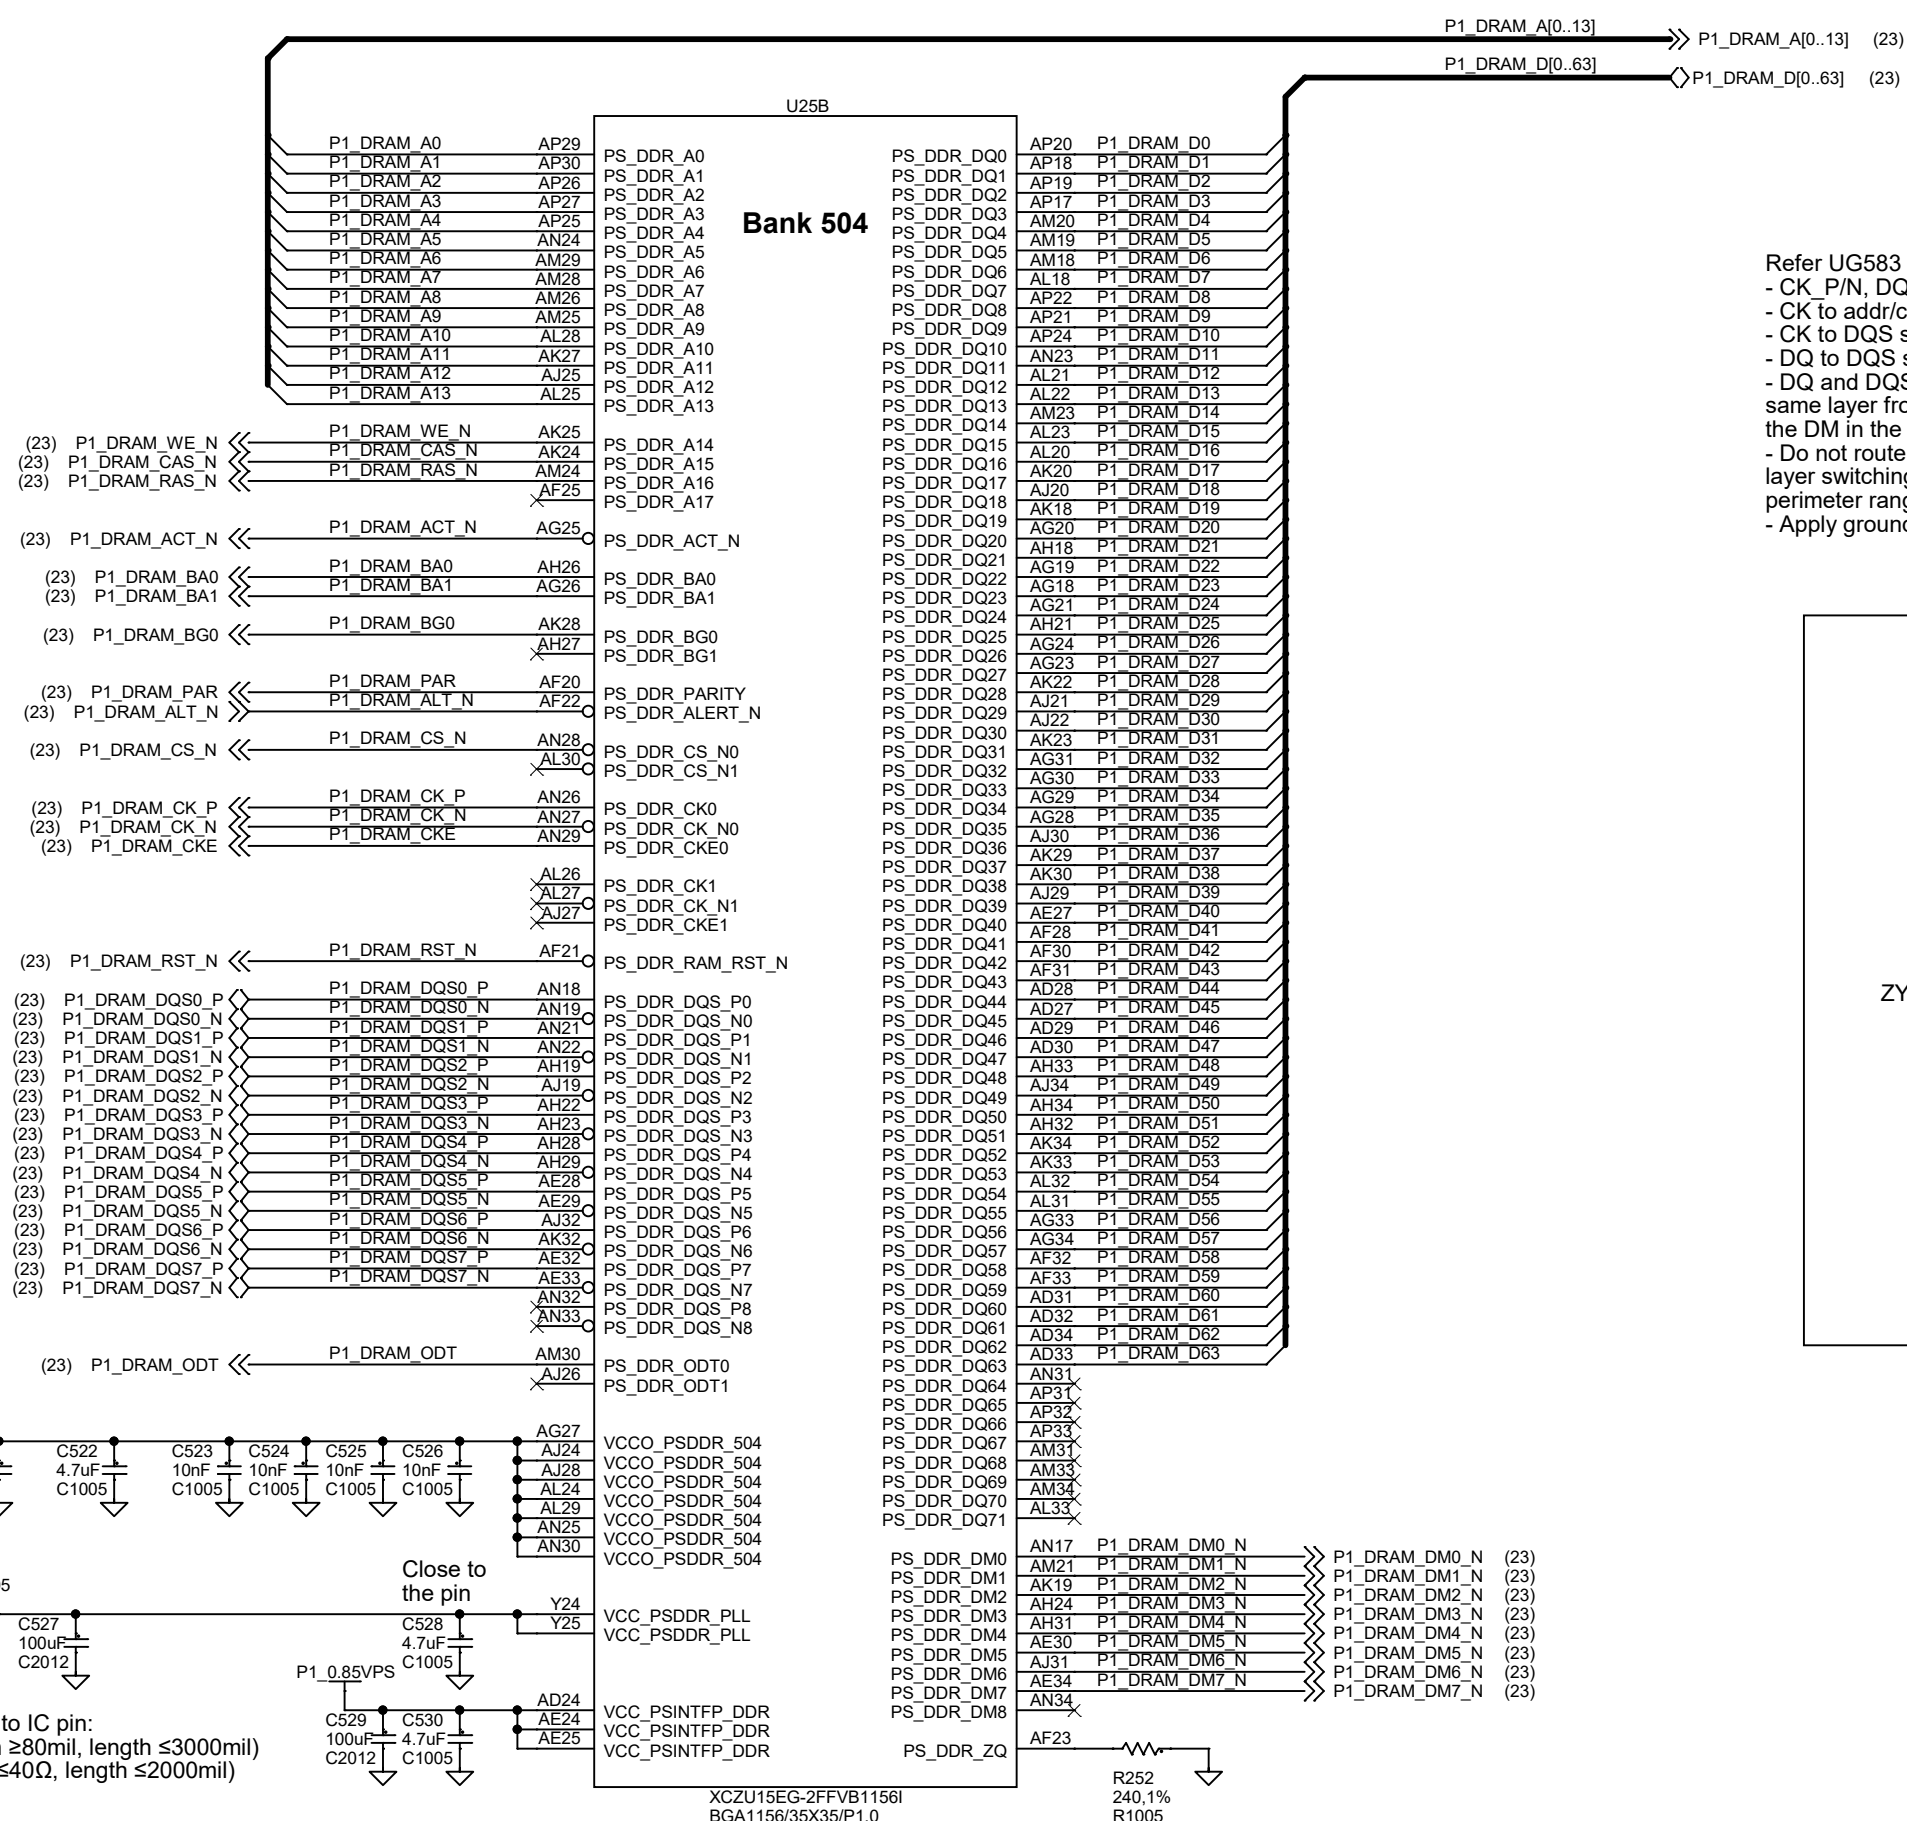 P1_DRAM_A[0..13] P1_DRAM_A[0..13] (23)
P1_DRAM_D[0..63] P1_DRAM_D[0..63] (23)
U25B
Bank 504
P1_DRAM_A0 AP29 PS_DDR_A0
P1_DRAM_A1 AP30 PS_DDR_A1
P1_DRAM_A2 AP26 PS_DDR_A2
P1_DRAM_A3 AP27 PS_DDR_A3
P1_DRAM_A4 AP25 PS_DDR_A4
P1_DRAM_A5 AN24 PS_DDR_A5
P1_DRAM_A6 AM29 PS_DDR_A6
P1_DRAM_A7 AM28 PS_DDR_A7
P1_DRAM_A8 AM26 PS_DDR_A8
P1_DRAM_A9 AM25 PS_DDR_A9
P1_DRAM_A10 AL28 PS_DDR_A10
P1_DRAM_A11 AK27 PS_DDR_A11
P1_DRAM_A12 AJ25 PS_DDR_A12
P1_DRAM_A13 AL25 PS_DDR_A13
(23) P1_DRAM_WE_N P1_DRAM_WE_N AK25 PS_DDR_A14
(23) P1_DRAM_CAS_N P1_DRAM_CAS_N AK24 PS_DDR_A15
(23) P1_DRAM_RAS_N P1_DRAM_RAS_N AM24 PS_DDR_A16
AF25 PS_DDR_A17
(23) P1_DRAM_ACT_N P1_DRAM_ACT_N AG25 PS_DDR_ACT_N
(23) P1_DRAM_BA0 P1_DRAM_BA0 AH26 PS_DDR_BA0
(23) P1_DRAM_BA1 P1_DRAM_BA1 AG26 PS_DDR_BA1
(23) P1_DRAM_BG0 P1_DRAM_BG0 AK28 PS_DDR_BG0
AH27 PS_DDR_BG1
(23) P1_DRAM_PAR P1_DRAM_PAR AF20 PS_DDR_PARITY
(23) P1_DRAM_ALT_N P1_DRAM_ALT_N AF22 PS_DDR_ALERT_N
(23) P1_DRAM_CS_N P1_DRAM_CS_N AN28 PS_DDR_CS_N0
AL30 PS_DDR_CS_N1
(23) P1_DRAM_CK_P P1_DRAM_CK_P AN26 PS_DDR_CK0
(23) P1_DRAM_CK_N P1_DRAM_CK_N AN27 PS_DDR_CK_N0
(23) P1_DRAM_CKE P1_DRAM_CKE AN29 PS_DDR_CKE0
AL26 PS_DDR_CK1
AL27 PS_DDR_CK_N1
AJ27 PS_DDR_CKE1
(23) P1_DRAM_RST_N P1_DRAM_RST_N AF21 PS_DDR_RAM_RST_N
(23) P1_DRAM_DQS0_P P1_DRAM_DQS0_P AN18 PS_DDR_DQS_P0
(23) P1_DRAM_DQS0_N P1_DRAM_DQS0_N AN19 PS_DDR_DQS_N0
(23) P1_DRAM_DQS1_P P1_DRAM_DQS1_P AN21 PS_DDR_DQS_P1
(23) P1_DRAM_DQS1_N P1_DRAM_DQS1_N AN22 PS_DDR_DQS_N1
(23) P1_DRAM_DQS2_P P1_DRAM_DQS2_P AH19 PS_DDR_DQS_P2
(23) P1_DRAM_DQS2_N P1_DRAM_DQS2_N AJ19 PS_DDR_DQS_N2
(23) P1_DRAM_DQS3_P P1_DRAM_DQS3_P AH22 PS_DDR_DQS_P3
(23) P1_DRAM_DQS3_N P1_DRAM_DQS3_N AH23 PS_DDR_DQS_N3
(23) P1_DRAM_DQS4_P P1_DRAM_DQS4_P AH28 PS_DDR_DQS_P4
(23) P1_DRAM_DQS4_N P1_DRAM_DQS4_N AH29 PS_DDR_DQS_N4
(23) P1_DRAM_DQS5_P P1_DRAM_DQS5_P AE28 PS_DDR_DQS_P5
(23) P1_DRAM_DQS5_N P1_DRAM_DQS5_N AE29 PS_DDR_DQS_N5
(23) P1_DRAM_DQS6_P P1_DRAM_DQS6_P AJ32 PS_DDR_DQS_P6
(23) P1_DRAM_DQS6_N P1_DRAM_DQS6_N AK32 PS_DDR_DQS_N6
(23) P1_DRAM_DQS7_P P1_DRAM_DQS7_P AE32 PS_DDR_DQS_P7
(23) P1_DRAM_DQS7_N P1_DRAM_DQS7_N AE33 PS_DDR_DQS_N7
AN32 PS_DDR_DQS_P8
AN33 PS_DDR_DQS_N8
(23) P1_DRAM_ODT P1_DRAM_ODT AM30 PS_DDR_ODT0
AJ26 PS_DDR_ODT1
AG27 VCCO_PSDDR_504
AJ24 VCCO_PSDDR_504
AJ28 VCCO_PSDDR_504
AL24 VCCO_PSDDR_504
AL29 VCCO_PSDDR_504
AN25 VCCO_PSDDR_504
AN30 VCCO_PSDDR_504
C522 C523 C524 C525 C526
4.7uF 10nF 10nF 10nF 10nF
C1005 C1005 C1005 C1005 C1005
Close to
the pin
5
Y24 VCC_PSDDR_PLL
Y25 VCC_PSDDR_PLL
C527 C528
100uF 4.7uF
C2012 C1005
P1_0.85VPS
AD24 VCC_PSINTFP_DDR
AE24 VCC_PSINTFP_DDR
AE25 VCC_PSINTFP_DDR
C529 C530
100uF 4.7uF
C2012 C1005
to IC pin:
≥80mil, length ≤3000mil)
≤40Ω, length ≤2000mil)
PS_DDR_DQ0 AP20 P1_DRAM_D0
PS_DDR_DQ1 AP18 P1_DRAM_D1
PS_DDR_DQ2 AP19 P1_DRAM_D2
PS_DDR_DQ3 AP17 P1_DRAM_D3
PS_DDR_DQ4 AM20 P1_DRAM_D4
PS_DDR_DQ5 AM19 P1_DRAM_D5
PS_DDR_DQ6 AM18 P1_DRAM_D6
PS_DDR_DQ7 AL18 P1_DRAM_D7
PS_DDR_DQ8 AP22 P1_DRAM_D8
PS_DDR_DQ9 AP21 P1_DRAM_D9
PS_DDR_DQ10 AP24 P1_DRAM_D10
PS_DDR_DQ11 AN23 P1_DRAM_D11
PS_DDR_DQ12 AL21 P1_DRAM_D12
PS_DDR_DQ13 AL22 P1_DRAM_D13
PS_DDR_DQ14 AM23 P1_DRAM_D14
PS_DDR_DQ15 AL23 P1_DRAM_D15
PS_DDR_DQ16 AL20 P1_DRAM_D16
PS_DDR_DQ17 AK20 P1_DRAM_D17
PS_DDR_DQ18 AJ20 P1_DRAM_D18
PS_DDR_DQ19 AK18 P1_DRAM_D19
PS_DDR_DQ20 AG20 P1_DRAM_D20
PS_DDR_DQ21 AH18 P1_DRAM_D21
PS_DDR_DQ22 AG19 P1_DRAM_D22
PS_DDR_DQ23 AG18 P1_DRAM_D23
PS_DDR_DQ24 AG21 P1_DRAM_D24
PS_DDR_DQ25 AH21 P1_DRAM_D25
PS_DDR_DQ26 AG24 P1_DRAM_D26
PS_DDR_DQ27 AG23 P1_DRAM_D27
PS_DDR_DQ28 AK22 P1_DRAM_D28
PS_DDR_DQ29 AJ21 P1_DRAM_D29
PS_DDR_DQ30 AJ22 P1_DRAM_D30
PS_DDR_DQ31 AK23 P1_DRAM_D31
PS_DDR_DQ32 AG31 P1_DRAM_D32
PS_DDR_DQ33 AG30 P1_DRAM_D33
PS_DDR_DQ34 AG29 P1_DRAM_D34
PS_DDR_DQ35 AG28 P1_DRAM_D35
PS_DDR_DQ36 AJ30 P1_DRAM_D36
PS_DDR_DQ37 AK29 P1_DRAM_D37
PS_DDR_DQ38 AK30 P1_DRAM_D38
PS_DDR_DQ39 AJ29 P1_DRAM_D39
PS_DDR_DQ40 AE27 P1_DRAM_D40
PS_DDR_DQ41 AF28 P1_DRAM_D41
PS_DDR_DQ42 AF30 P1_DRAM_D42
PS_DDR_DQ43 AF31 P1_DRAM_D43
PS_DDR_DQ44 AD28 P1_DRAM_D44
PS_DDR_DQ45 AD27 P1_DRAM_D45
PS_DDR_DQ46 AD29 P1_DRAM_D46
PS_DDR_DQ47 AD30 P1_DRAM_D47
PS_DDR_DQ48 AH33 P1_DRAM_D48
PS_DDR_DQ49 AJ34 P1_DRAM_D49
PS_DDR_DQ50 AH34 P1_DRAM_D50
PS_DDR_DQ51 AH32 P1_DRAM_D51
PS_DDR_DQ52 AK34 P1_DRAM_D52
PS_DDR_DQ53 AK33 P1_DRAM_D53
PS_DDR_DQ54 AL32 P1_DRAM_D54
PS_DDR_DQ55 AL31 P1_DRAM_D55
PS_DDR_DQ56 AG33 P1_DRAM_D56
PS_DDR_DQ57 AG34 P1_DRAM_D57
PS_DDR_DQ58 AF32 P1_DRAM_D58
PS_DDR_DQ59 AF33 P1_DRAM_D59
PS_DDR_DQ60 AD31 P1_DRAM_D60
PS_DDR_DQ61 AD32 P1_DRAM_D61
PS_DDR_DQ62 AD34 P1_DRAM_D62
PS_DDR_DQ63 AD33 P1_DRAM_D63
PS_DDR_DQ64 AN31
PS_DDR_DQ65 AP31
PS_DDR_DQ66 AP32
PS_DDR_DQ67 AP33
PS_DDR_DQ68 AM31
PS_DDR_DQ69 AM33
PS_DDR_DQ70 AM34
PS_DDR_DQ71 AL33
PS_DDR_DM0 AN17 P1_DRAM_DM0_N P1_DRAM_DM0_N (23)
PS_DDR_DM1 AM21 P1_DRAM_DM1_N P1_DRAM_DM1_N (23)
PS_DDR_DM2 AK19 P1_DRAM_DM2_N P1_DRAM_DM2_N (23)
PS_DDR_DM3 AH24 P1_DRAM_DM3_N P1_DRAM_DM3_N (23)
PS_DDR_DM4 AH31 P1_DRAM_DM4_N P1_DRAM_DM4_N (23)
PS_DDR_DM5 AE30 P1_DRAM_DM5_N P1_DRAM_DM5_N (23)
PS_DDR_DM6 AJ31 P1_DRAM_DM6_N P1_DRAM_DM6_N (23)
PS_DDR_DM7 AE34 P1_DRAM_DM7_N P1_DRAM_DM7_N (23)
PS_DDR_DM8 AN34
PS_DDR_ZQ AF23
R252
240,1%
R1005
XCZU15EG-2FFVB1156I
BGA1156/35X35/P1.0
Refer UG583
- CK_P/N, DQ
- CK to addr/c
- CK to DQS s
- DQ to DQS s
- DQ and DQS
same layer fro
the DM in the
- Do not route
layer switching
perimeter rang
- Apply ground
ZY